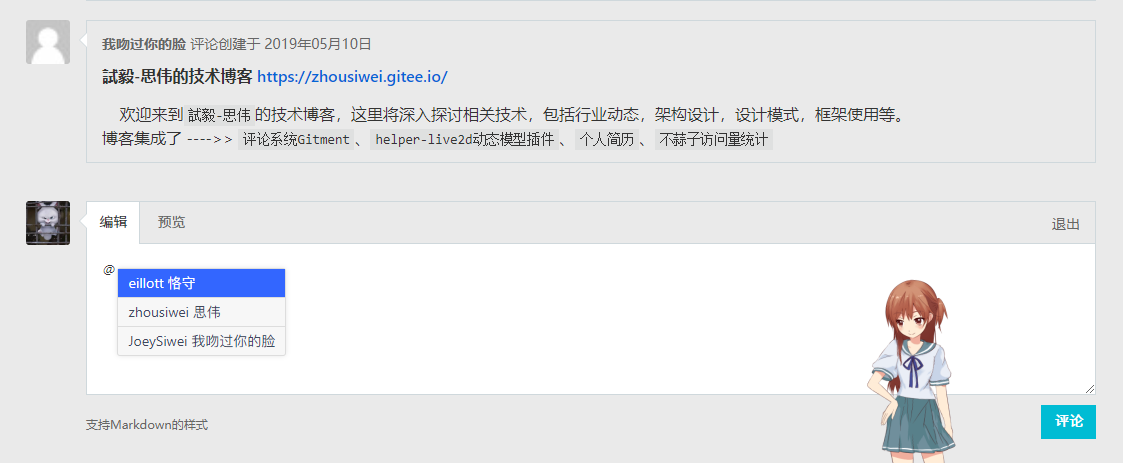 我吻过你的脸 评论创建于 2019年05月10日
試毅-思伟的技术博客 https://zhousiwei.gitee.io/
欢迎来到 試毅-思伟 的技术博客，这里将深入探讨相关技术，包括行业动态，架构设计，设计模式，框架使用等。
博客集成了 ---->> 评论系统Gitment、helper-live2d动态模型插件、个人简历、不蒜子访问量统计
编辑 预览 退出
@
eillott 恪守
zhousiwei 思伟
JoeySiwei 我吻过你的脸
支持Markdown的样式 评论